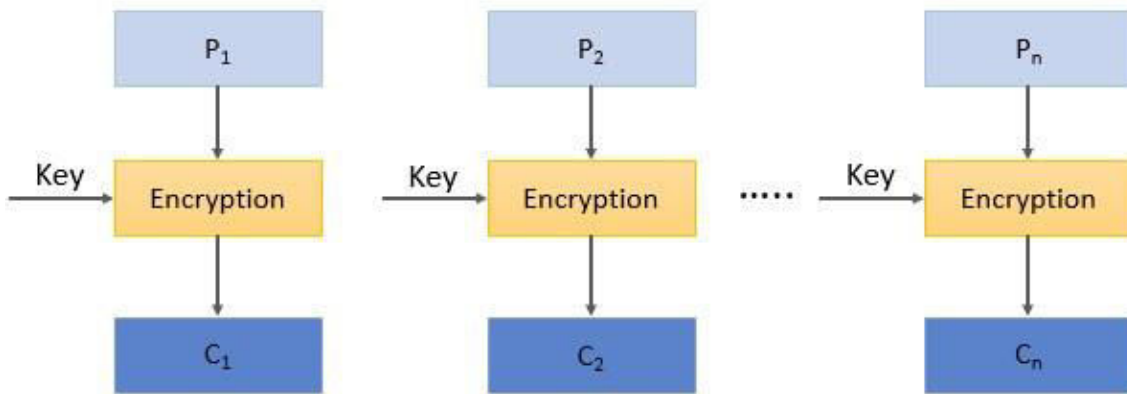 P₁ P₂ Pₙ
Key Encryption Key Encryption ..... Key Encryption
C₁ C₂ Cₙ